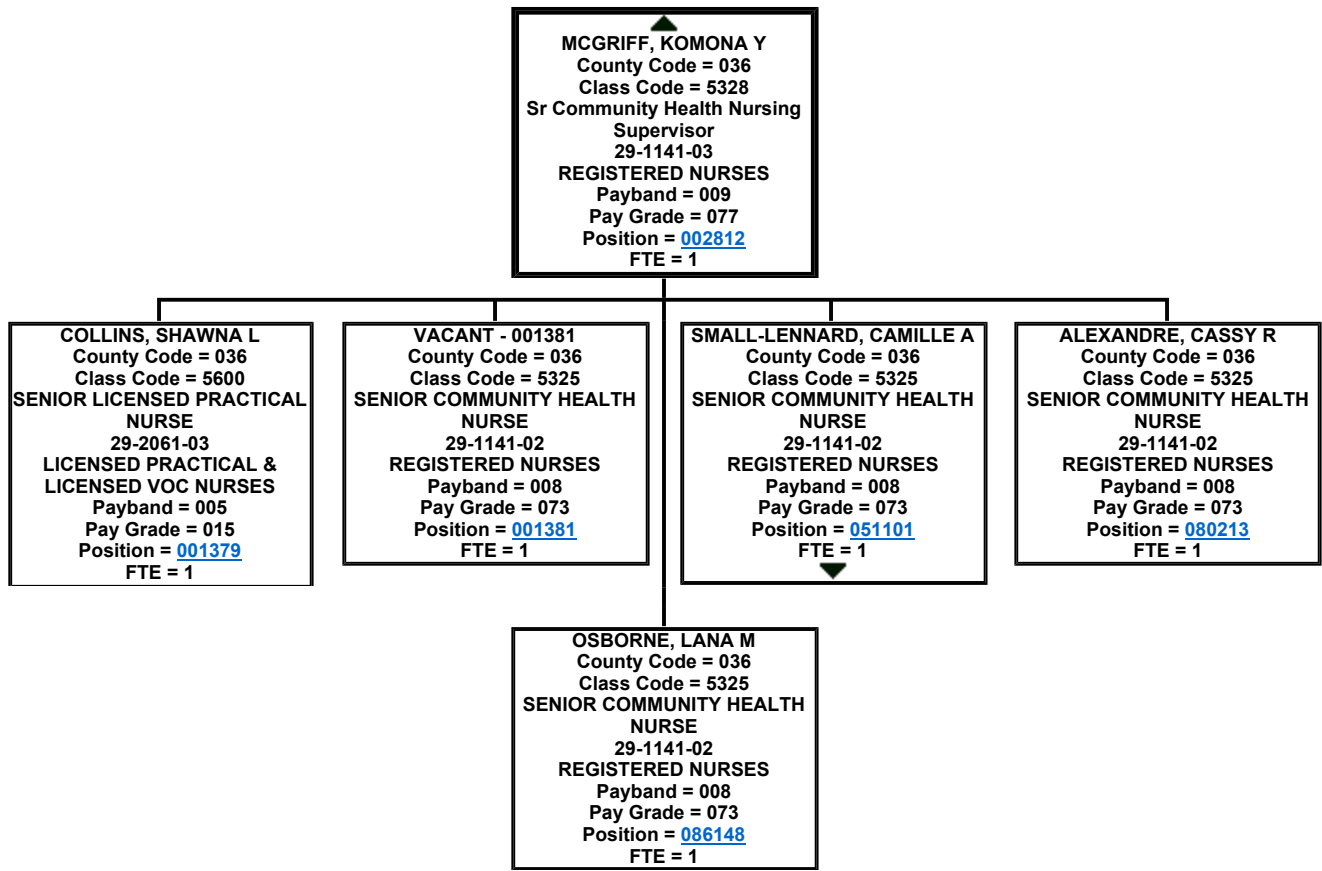 MCGRIFF, KOMONA Y
County Code = 036
Class Code = 5328
Sr Community Health Nursing
Supervisor
29-1141-03
REGISTERED NURSES
Payband = 009
Pay Grade = 077
Position = 002812
FTE = 1
COLLINS, SHAWNA L
County Code = 036
Class Code = 5600
SENIOR LICENSED PRACTICAL
NURSE
29-2061-03
LICENSED PRACTICAL &
LICENSED VOC NURSES
Payband = 005
Pay Grade = 015
Position = 001379
FTE = 1
VACANT - 001381
County Code = 036
Class Code = 5325
SENIOR COMMUNITY HEALTH
NURSE
29-1141-02
REGISTERED NURSES
Payband = 008
Pay Grade = 073
Position = 001381
FTE = 1
SMALL-LENNARD, CAMILLE A
County Code = 036
Class Code = 5325
SENIOR COMMUNITY HEALTH
NURSE
29-1141-02
REGISTERED NURSES
Payband = 008
Pay Grade = 073
Position = 051101
FTE = 1
ALEXANDRE, CASSY R
County Code = 036
Class Code = 5325
SENIOR COMMUNITY HEALTH
NURSE
29-1141-02
REGISTERED NURSES
Payband = 008
Pay Grade = 073
Position = 080213
FTE = 1
OSBORNE, LANA M
County Code = 036
Class Code = 5325
SENIOR COMMUNITY HEALTH
NURSE
29-1141-02
REGISTERED NURSES
Payband = 008
Pay Grade = 073
Position = 086148
FTE = 1